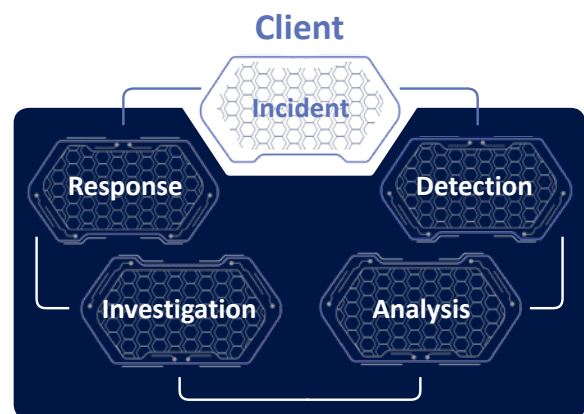 Client
Incident
Response
Detection
Investigation
Analysis